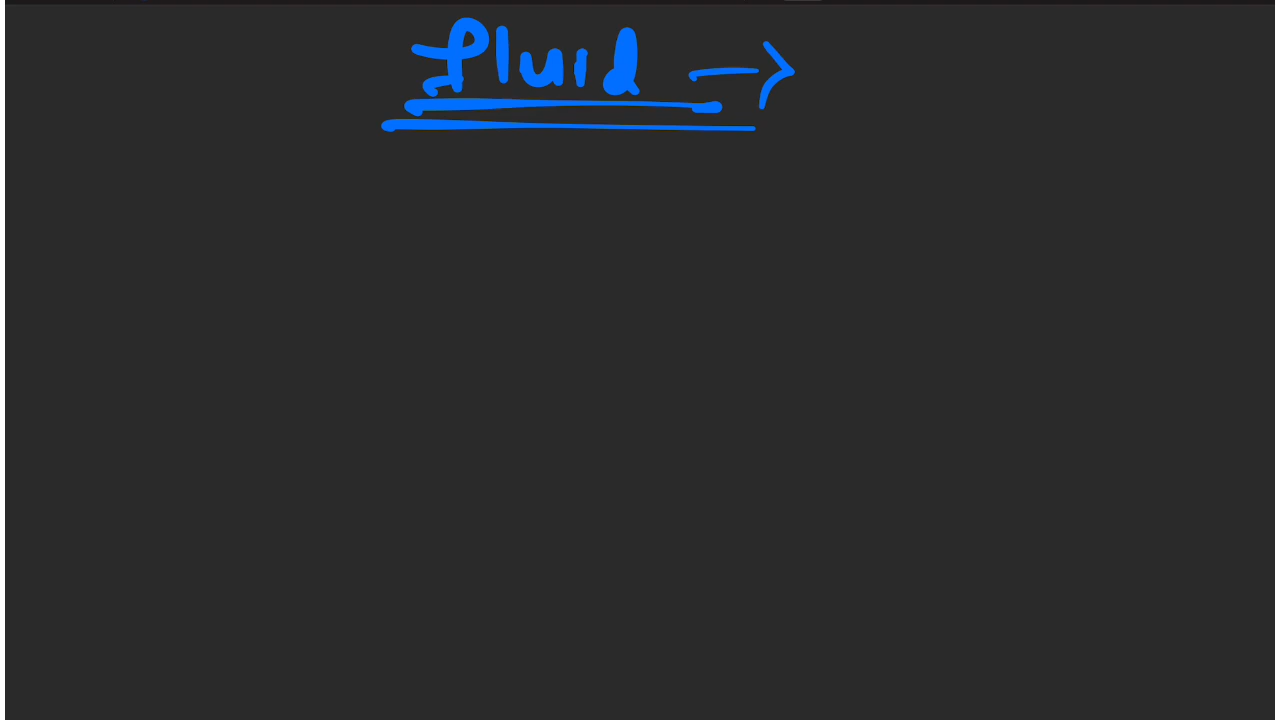 fluid →